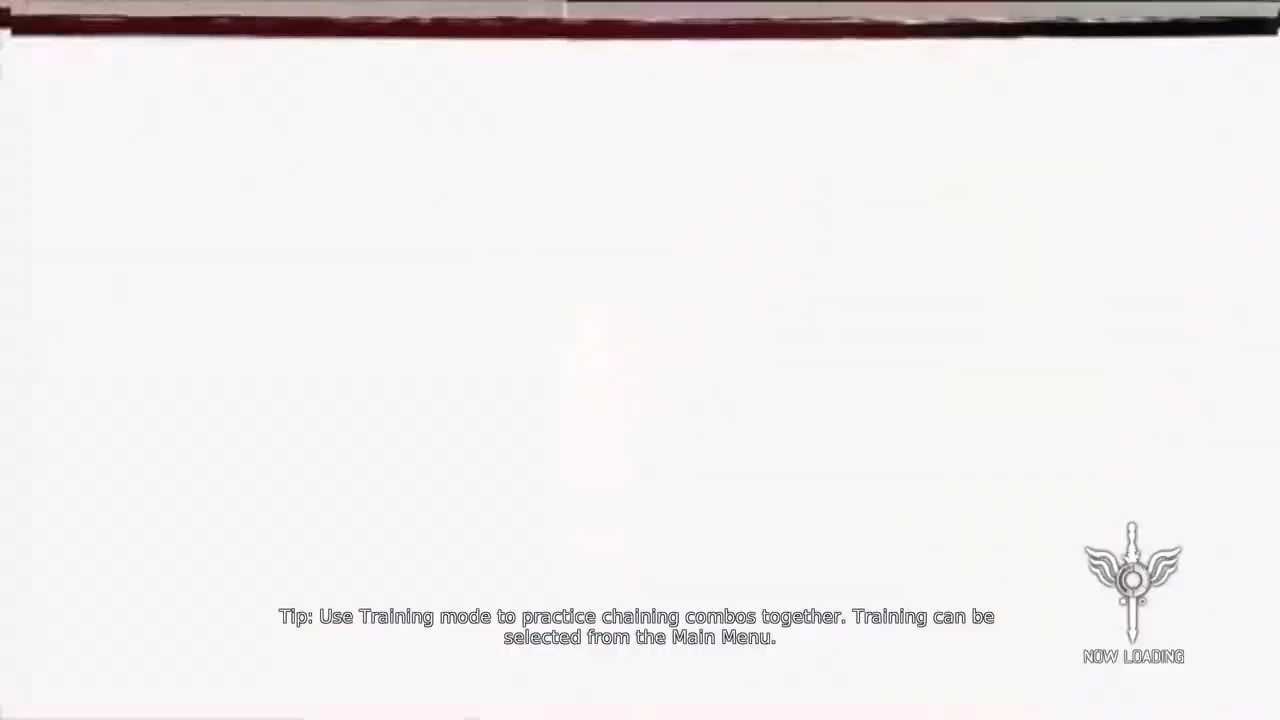 Tip: Use Training mode to practice chaining combos together. Training can be
selected from the Main Menu.
NOW LOADING